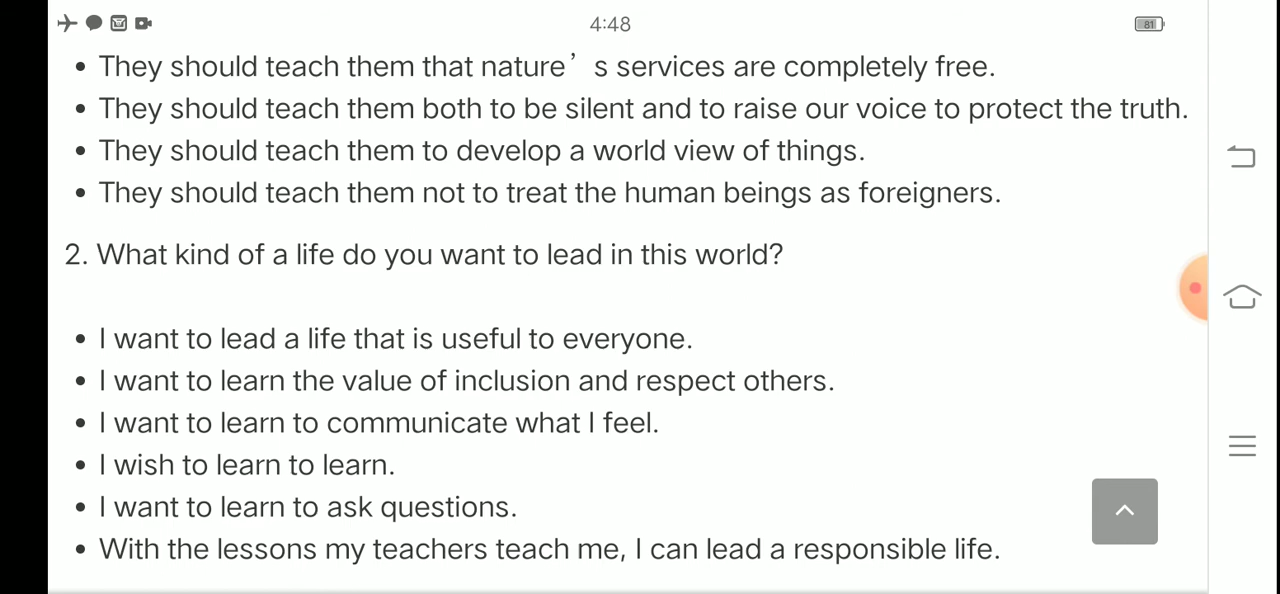 4:48
81
• They should teach them that nature’s services are completely free.
• They should teach them both to be silent and to raise our voice to protect the truth.
• They should teach them to develop a world view of things.
• They should teach them not to treat the human beings as foreigners.
2. What kind of a life do you want to lead in this world?
• I want to lead a life that is useful to everyone.
• I want to learn the value of inclusion and respect others.
• I want to learn to communicate what I feel.
• I wish to learn to learn.
• I want to learn to ask questions.
• With the lessons my teachers teach me, I can lead a responsible life.